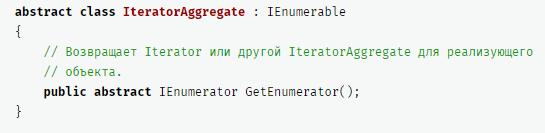 abstract class IteratorAggregate : IEnumerable
{
// Возвращает Iterator или другой IteratorAggregate для реализующего
// объекта.
public abstract IEnumerator GetEnumerator();
}